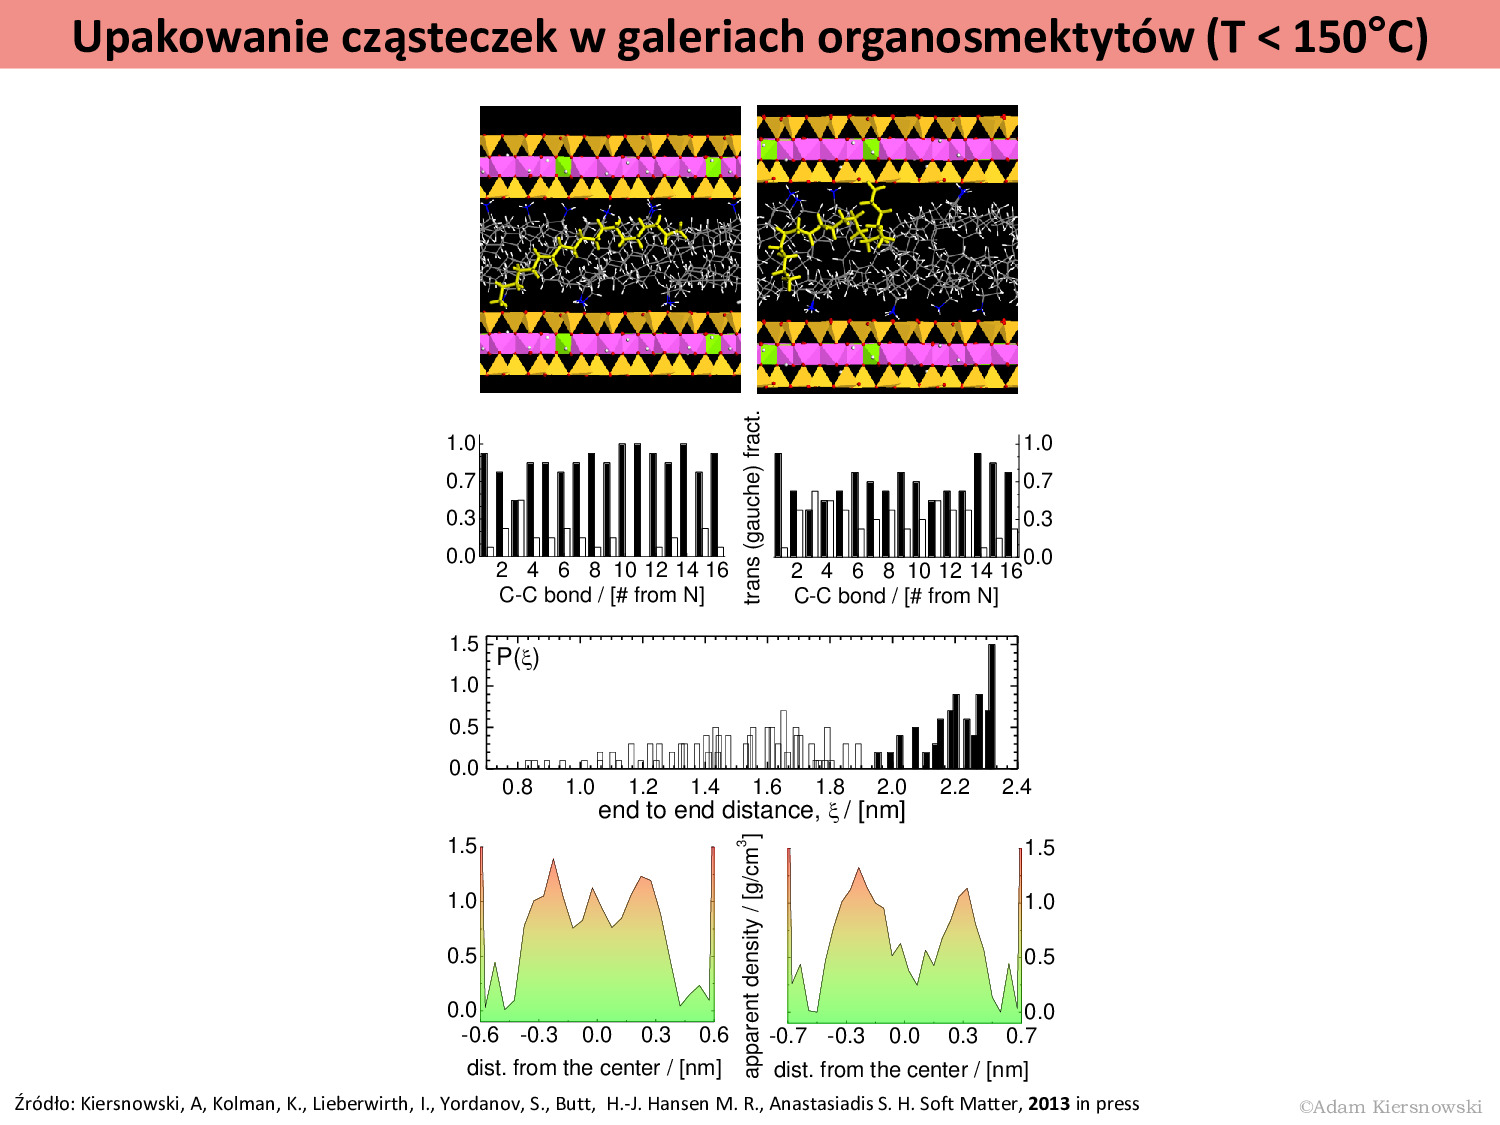 Upakowanie cząsteczek w galeriach organosmektytów (T < 150°C)
1.0
0.7
0.3
0.0
2 4 6 8 10 12 14 16
C-C bond / [# from N]
trans (gauche) fract.
1.0
0.7
0.3
0.0
2 4 6 8 10 12 14 16
C-C bond / [# from N]
P(ξ)
1.5
1.0
0.5
0.0
0.8 1.0 1.2 1.4 1.6 1.8 2.0 2.2 2.4
end to end distance, ξ / [nm]
1.5
1.0
0.5
0.0
-0.6 -0.3 0.0 0.3 0.6
dist. from the center / [nm]
apparent density / [g/cm³]
1.5
1.0
0.5
0.0
-0.7 -0.3 0.0 0.3 0.7
dist. from the center / [nm]
Źródło: Kiersnowski, A, Kolman, K., Lieberwirth, I., Yordanov, S., Butt, H.-J. Hansen M. R., Anastasiadis S. H. Soft Matter, 2013 in press
©Adam Kiersnowski